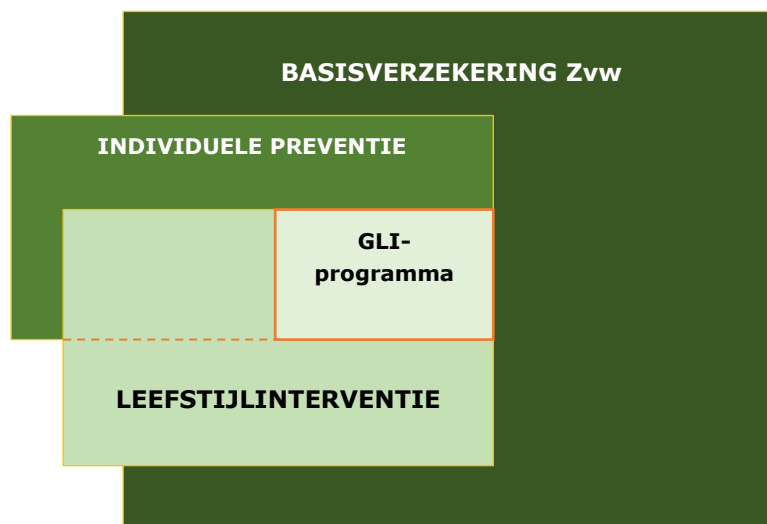 BASISVERZEKERING Zvw
INDIVIDUELE PREVENTIE
GLI-
programma
LEEFSTIJLINTERVENTIE